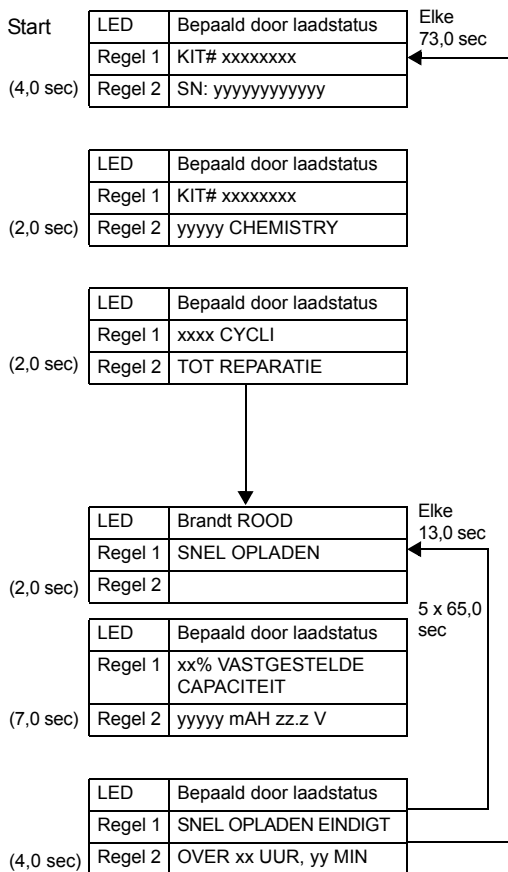 Start
LED Bepaald door laadstatus
Regel 1 KIT# xxxxxxxx
(4,0 sec) Regel 2 SN: yyyyyyyyyyyy
Elke
73,0 sec
LED Bepaald door laadstatus
Regel 1 KIT# xxxxxxxx
(2,0 sec) Regel 2 yyyyy CHEMISTRY
LED Bepaald door laadstatus
Regel 1 xxxx CYCLI
(2,0 sec) Regel 2 TOT REPARATIE
LED Brandt ROOD
Regel 1 SNEL OPLADEN
(2,0 sec) Regel 2
Elke
13,0 sec
5 x 65,0
sec
LED Bepaald door laadstatus
Regel 1 xx% VASTGESTELDE
CAPACITEIT
(7,0 sec) Regel 2 yyyyy mAH zz.z V
LED Bepaald door laadstatus
Regel 1 SNEL OPLADEN EINDIGT
(4,0 sec) Regel 2 OVER xx UUR, yy MIN